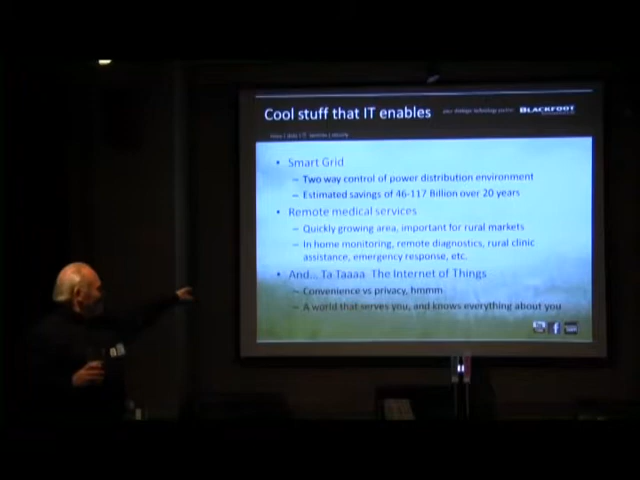 Cool stuff that IT enables
BLACKFOOT
• Smart Grid
– Two way control of power distribution environment
– Estimated savings of 46-117 Billion over 20 years
• Remote medical services
– Quickly growing area, important for rural markets
– In home monitoring, remote diagnostics, rural clinic
assistance, emergency response, etc.
• And... Ta Taaaa The Internet of Things
– Convenience vs privacy, hmmm
– A world that serves you, and knows everything about you